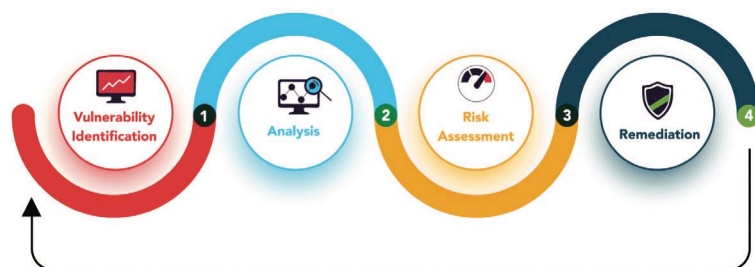 Vulnerability
Identification
1
Analysis
2
Risk
Assessment
3
Remediation
4